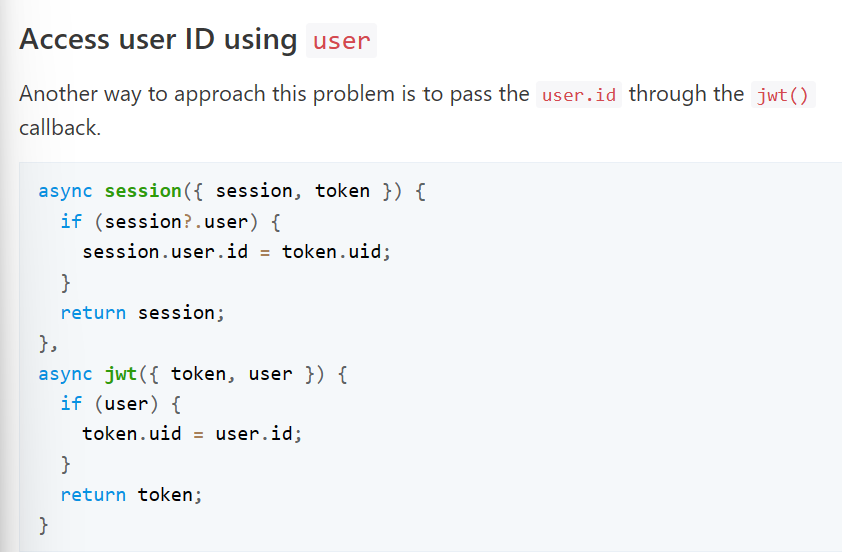 Access user ID using user
Another way to approach this problem is to pass the user.id through the jwt()
callback.
async session({ session, token }) {
  if (session?.user) {
    session.user.id = token.uid;
  }
  return session;
},
async jwt({ token, user }) {
  if (user) {
    token.uid = user.id;
  }
  return token;
}